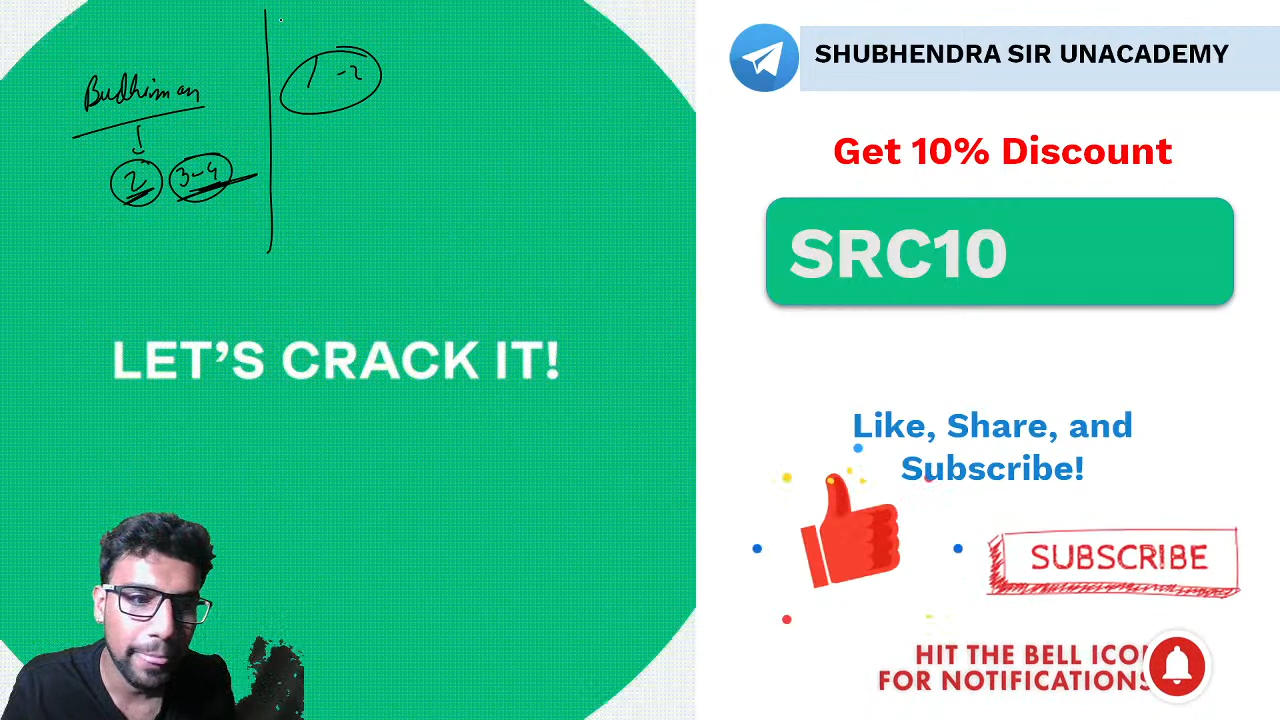 Budhiman
2
3-4
1-2
LET'S CRACK IT!
SHUBHENDRA SIR UNACADEMY
Get 10% Discount
SRC10
Like, Share, and
Subscribe!
SUBSCRIBE
HIT THE BELL ICO
FOR NOTIFICATIONS